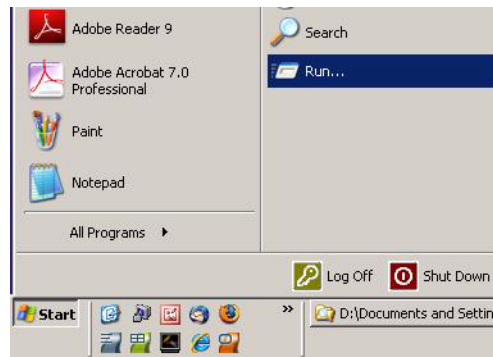 Adobe Reader 9
Search
Adobe Acrobat 7.0
Professional
Run...
Paint
Notepad
All Programs
Log Off
Shut Down
Start
»
D:\Documents and Settin